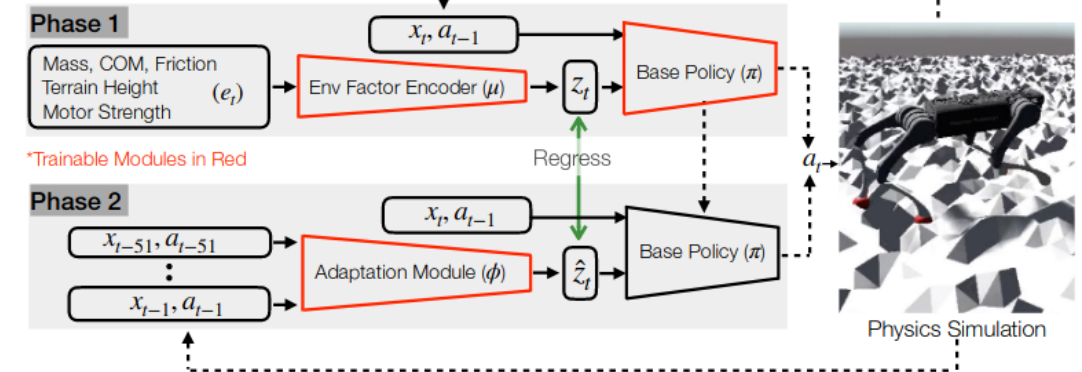 Phase 1
x_t, a_{t−1}
Mass, COM, Friction
Terrain Height
Motor Strength
(e_t)
Env Factor Encoder (μ)
z_t
Base Policy (π)
*Trainable Modules in Red
Regress
a_t
Phase 2
x_t, a_{t−1}
x_{t−51}, a_{t−51}
⋮
x_{t−1}, a_{t−1}
Adaptation Module (ϕ)
ẑ_t
Base Policy (π)
Physics Simulation